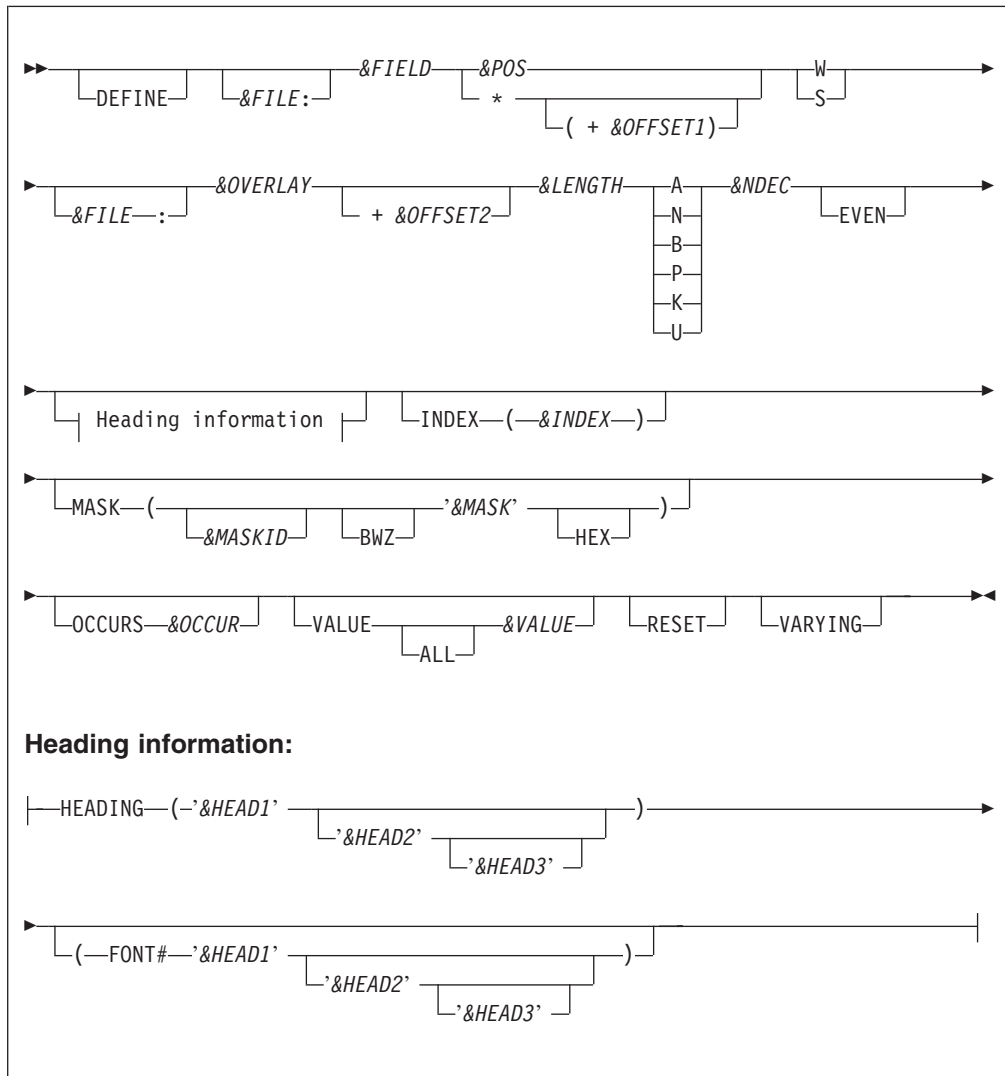 &FIELD &POS W
DEFINE &FILE: * S
( + &OFFSET1)
&OVERLAY &LENGTH A &NDEC
&FILE : + &OFFSET2 N EVEN
B
P
K
U
Heading information INDEX ( &INDEX )
MASK ( '&MASK' )
&MASKID BWZ HEX
OCCURS &OCCUR VALUE &VALUE RESET VARYING
ALL
Heading information:
HEADING ( '&HEAD1' )
'&HEAD2'
'&HEAD3'
( FONT# '&HEAD1' )
'&HEAD2'
'&HEAD3'